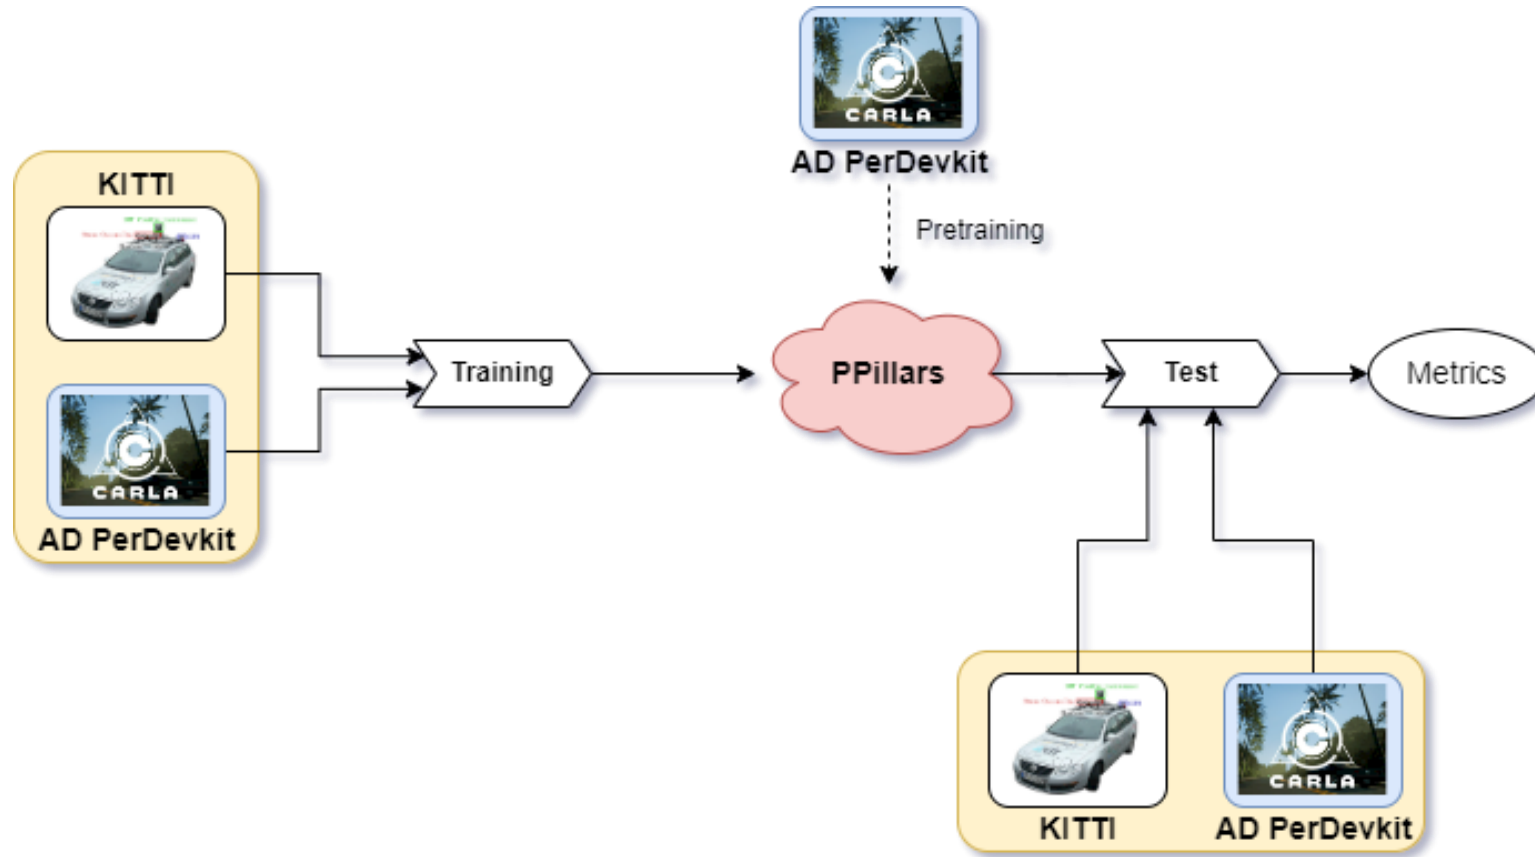 CARLA
AD PerDevkit
Pretraining
KITTI
CARLA
AD PerDevkit
Training
PPillars
Test
Metrics
KITTI
CARLA
AD PerDevkit